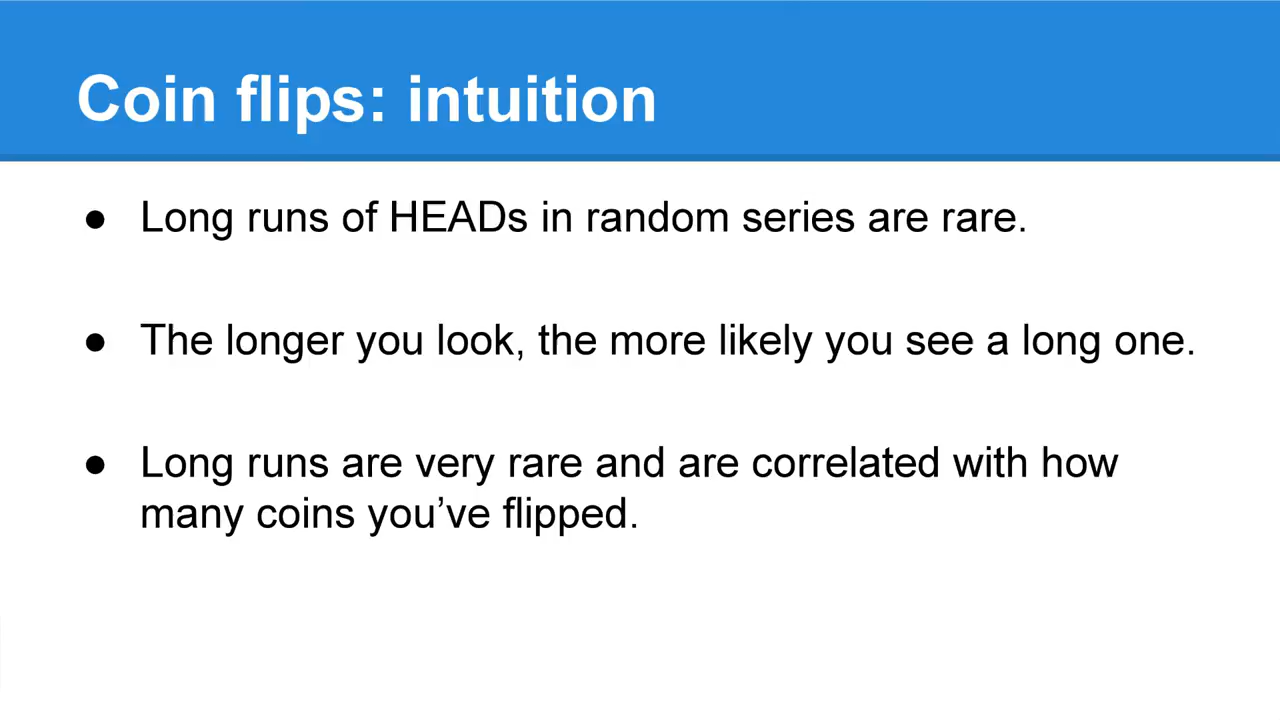 Coin flips: intuition
● Long runs of HEADs in random series are rare.
● The longer you look, the more likely you see a long one.
● Long runs are very rare and are correlated with how
many coins you’ve flipped.